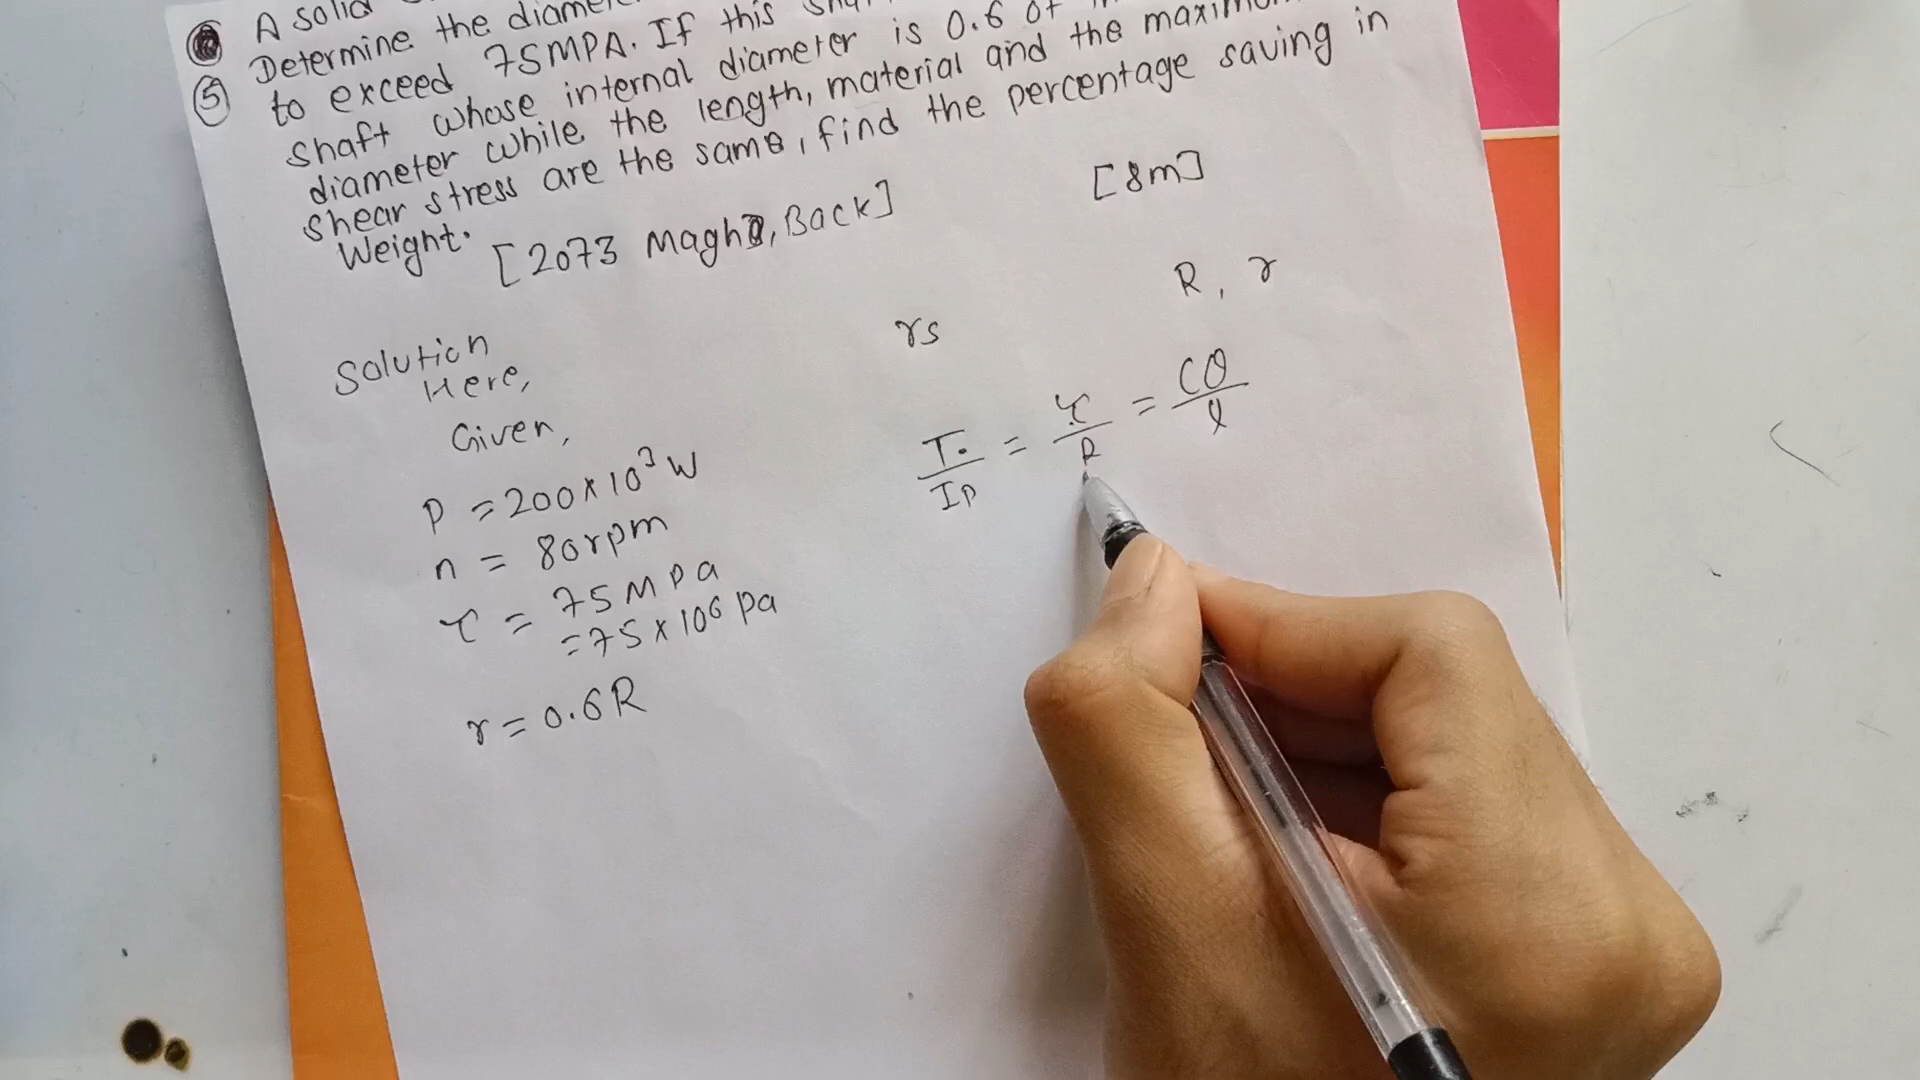 A solid
⑤ Determine the diame
to exceed 75MPA. If this
shaft whose internal diameter is 0.6 of
diameter while the length, material and the maximu
shear stress are the same, find the percentage saving in
Weight. [2073 Magh, Back] [8m]
R, r
rs
Solution
Here,
Given,
P = 200×10³ W
n = 80rpm
τ = 75MPa
= 75×10⁶ pa
r = 0.6R
T/Ip = τ/R = Cθ/l